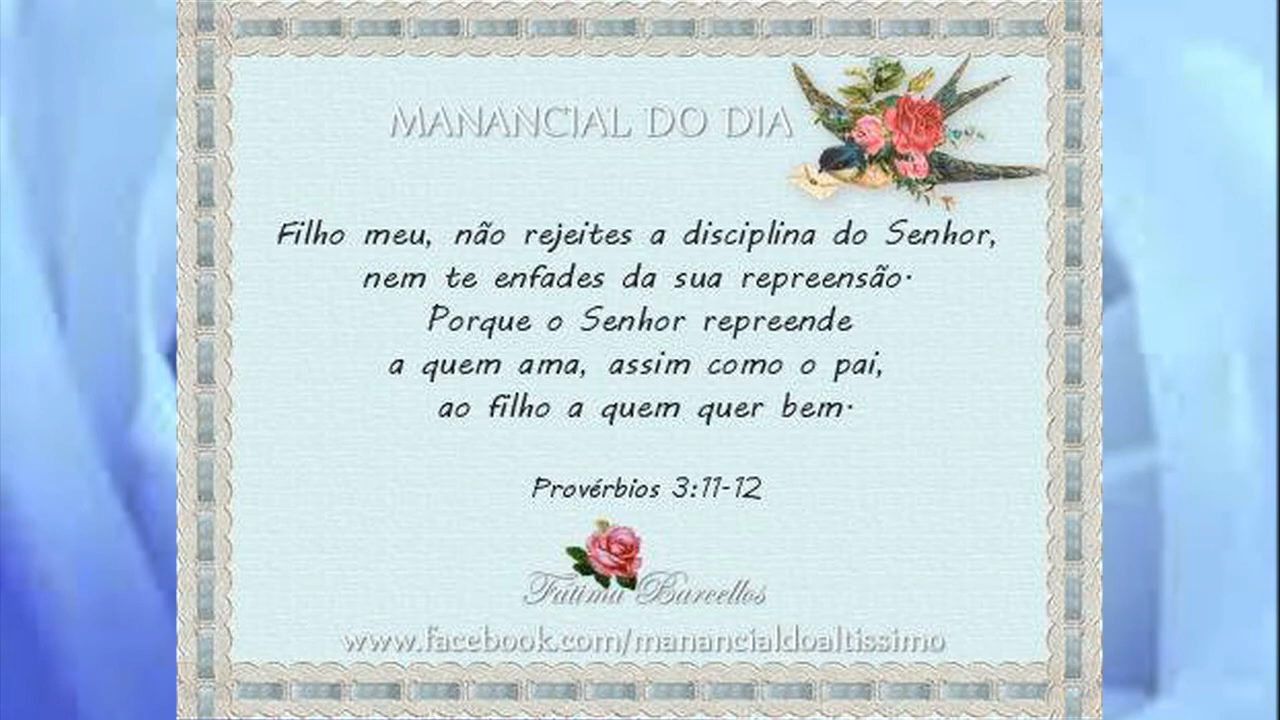 MANANCIAL DO DIA
Filho meu, não rejeites a disciplina do Senhor,
nem te enfades da sua repreensão.
Porque o Senhor repreende
a quem ama, assim como o pai,
ao filho a quem quer bem.
Provérbios 3:11-12
Fátima Barcellos
www.facebook.com/manancialdoaltissimo